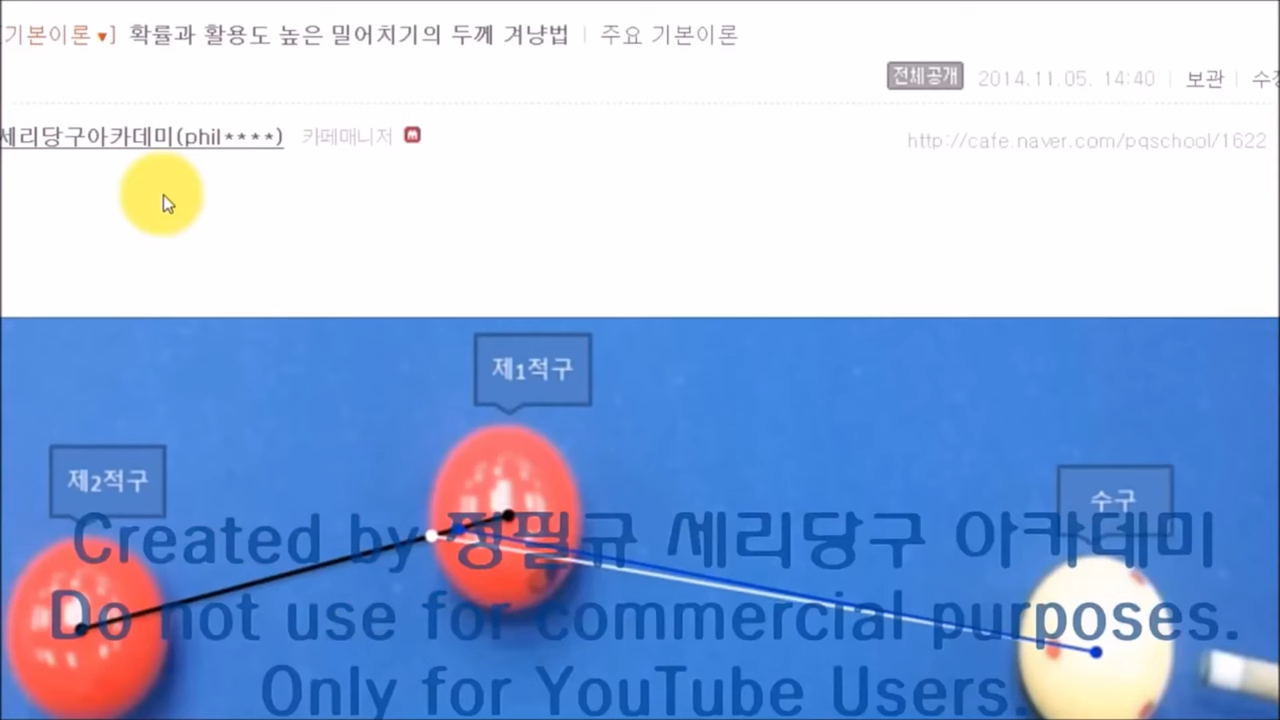 [기본이론 ▾] 확률과 활용도 높은 밀어치기의 두께 겨냥법 | 주요 기본이론
전체공개 2014.11.05. 14:40 | 보관 | 수정
세리당구아카데미(phil****) 카페매니저
http://cafe.naver.com/pqschool/1622
제1적구
제2적구
수구
Created by 정필규 세리당구 아카데미
Do not use for commercial purposes.
Only for YouTube Users.